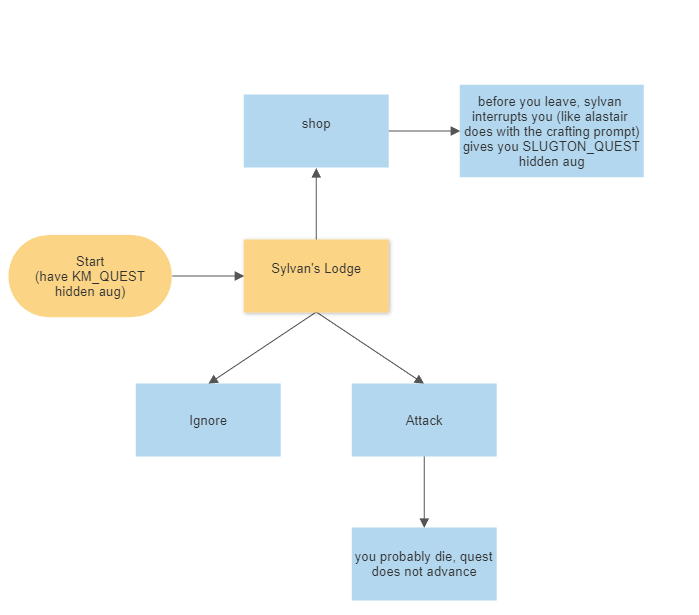 shop
before you leave, sylvan
interrupts you (like alastair
does with the crafting prompt)
gives you SLUGTON_QUEST
hidden aug
Start
(have KM_QUEST
hidden aug)
Sylvan's Lodge
Ignore
Attack
you probably die, quest
does not advance